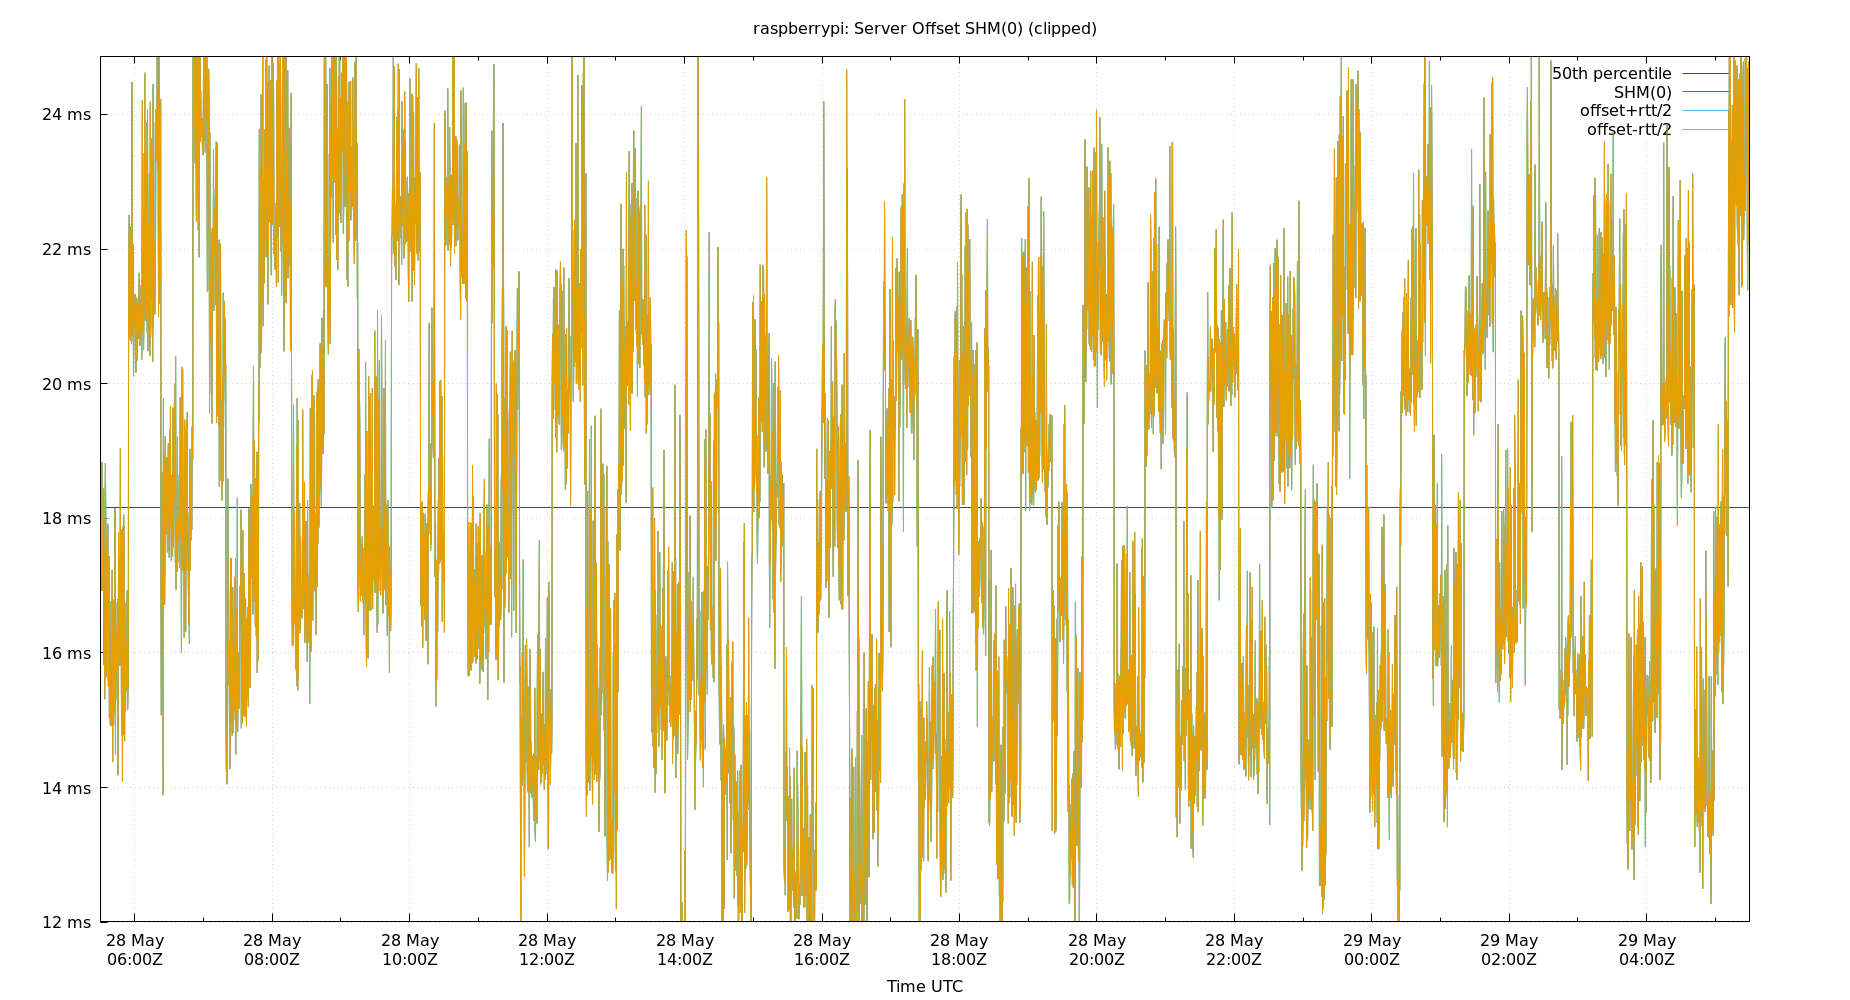 raspberrypi: Server Offset SHM(0) (clipped)
50th percentile
SHM(0)
offset+rtt/2
offset-rtt/2
24 ms
22 ms
20 ms
18 ms
16 ms
14 ms
12 ms
28 May 28 May 28 May 28 May 28 May 28 May 28 May 28 May 28 May 29 May 29 May 29 May
06:00Z 08:00Z 10:00Z 12:00Z 14:00Z 16:00Z 18:00Z 20:00Z 22:00Z 00:00Z 02:00Z 04:00Z
Time UTC